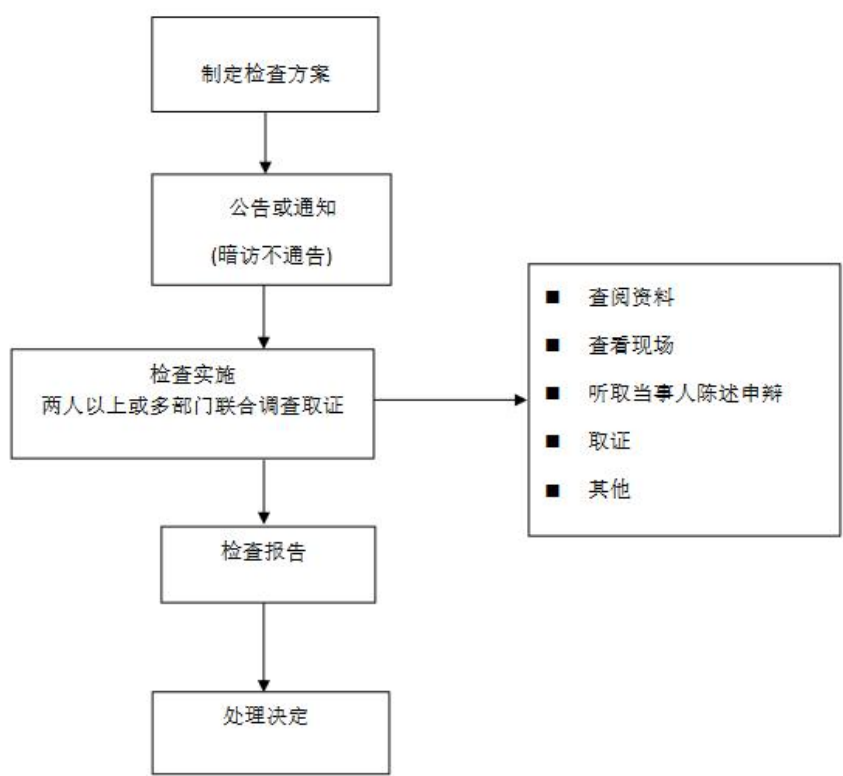 制定检查方案
公告或通知
(暗访不通告)
检查实施
两人以上或多部门联合调查取证
■ 查阅资料
■ 查看现场
■ 听取当事人陈述申辩
■ 取证
■ 其他
检查报告
处理决定